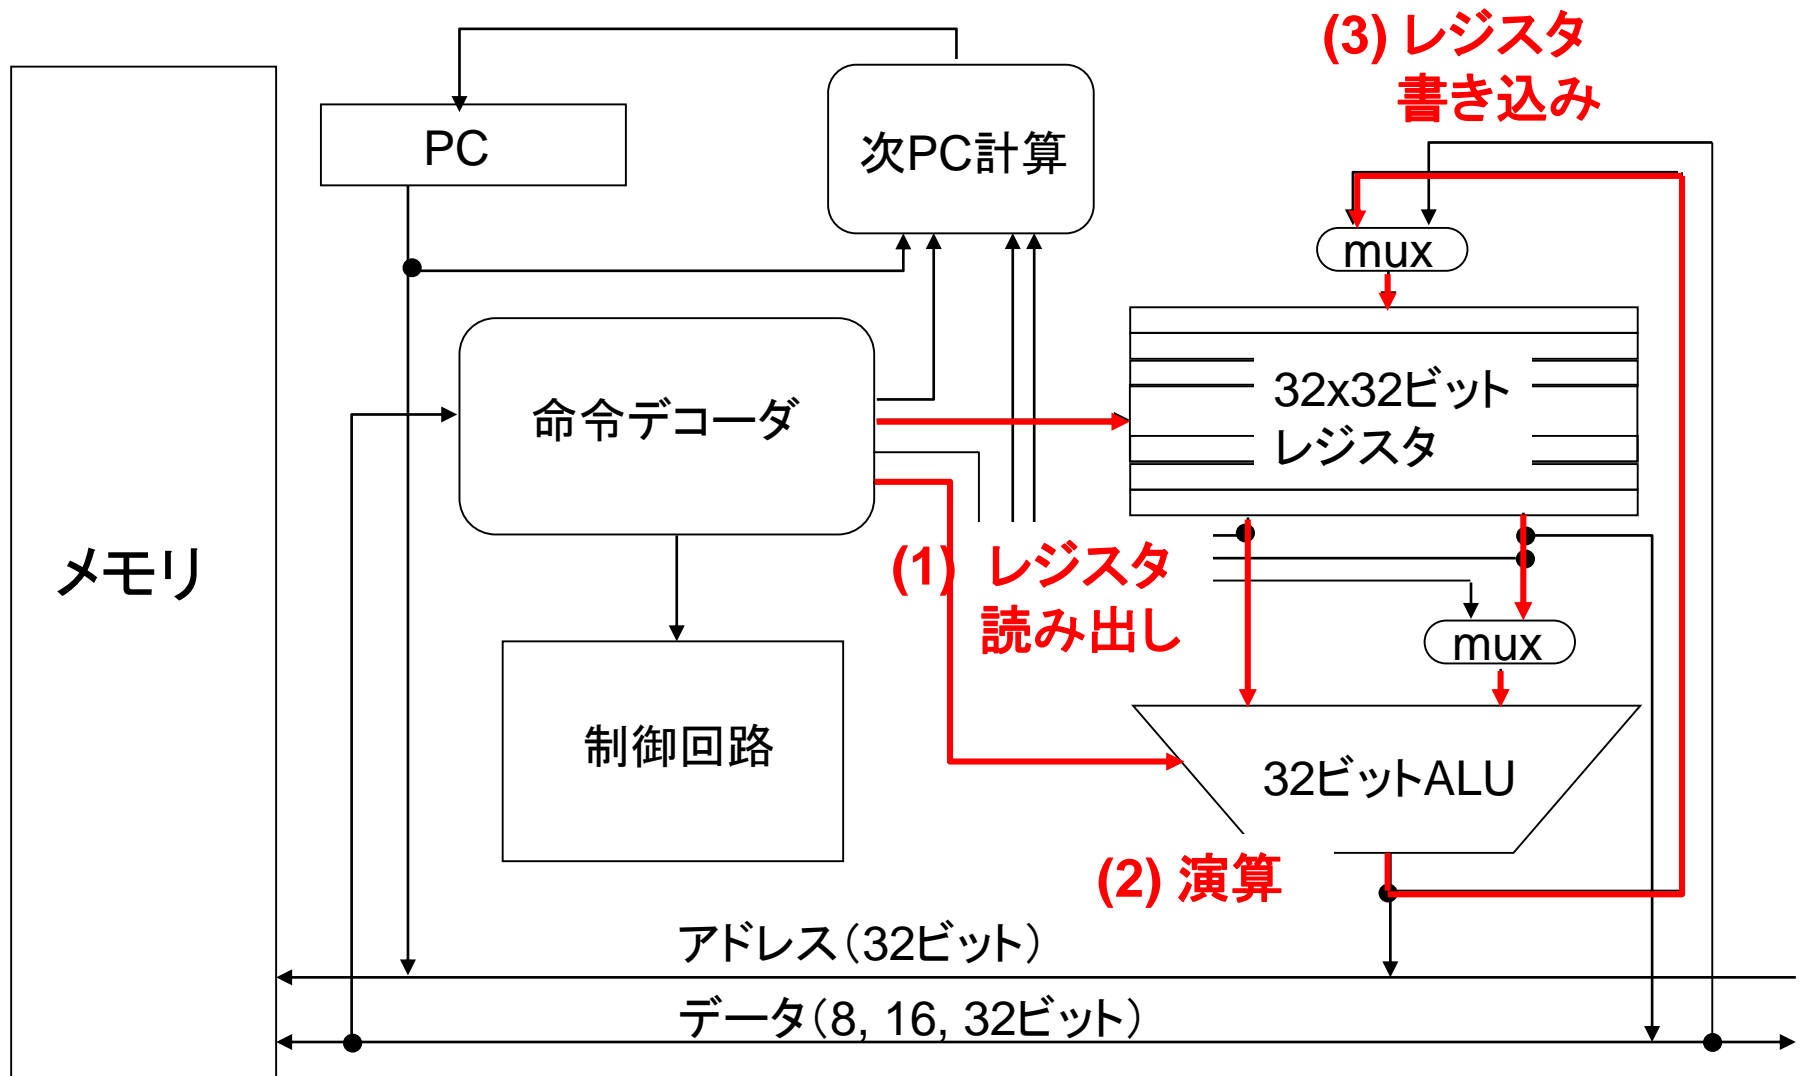 (3) レジスタ
書き込み
PC
次PC計算
mux
命令デコーダ
32x32ビット
レジスタ
メモリ
(1) レジスタ
読み出し
mux
制御回路
32ビットALU
(2) 演算
アドレス(32ビット)
データ(8, 16, 32ビット)